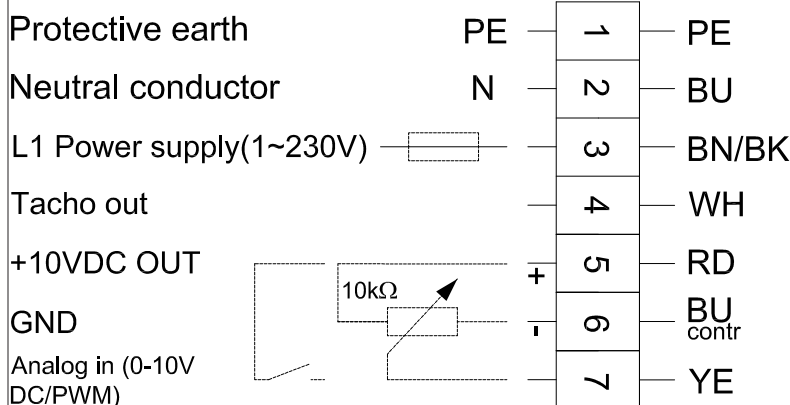 Protective earth PE 1 PE
Neutral conductor N 2 BU
L1 Power supply(1~230V) 3 BN/BK
Tacho out 4 WH
+10VDC OUT + 5 RD
10kΩ
GND - 6 BU
contr
Analog in (0-10V
DC/PWM) 7 YE